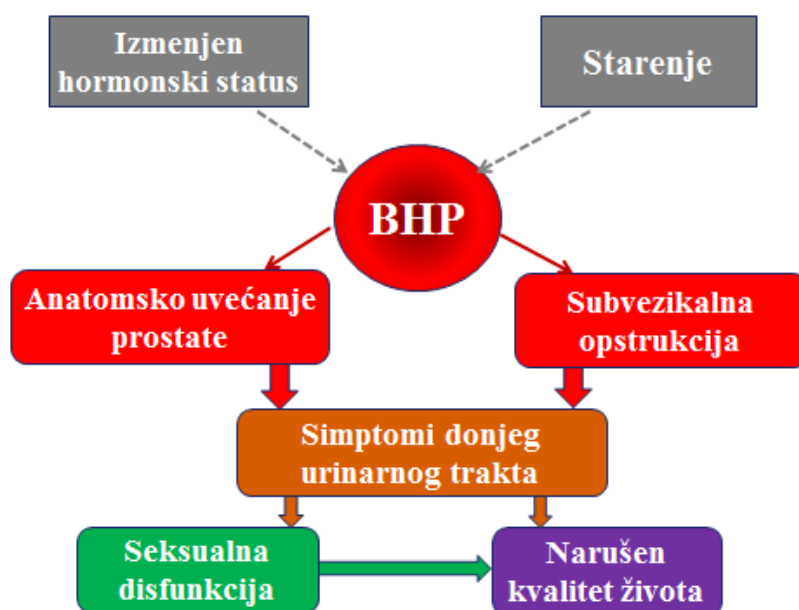 Izmenjen
hormonski status
Starenje
BHP
Anatomsko uvećanje
prostate
Subvezikalna
opstrukcija
Simptomi donjeg
urinarnog trakta
Seksualna
disfunkcija
Narušen
kvalitet života